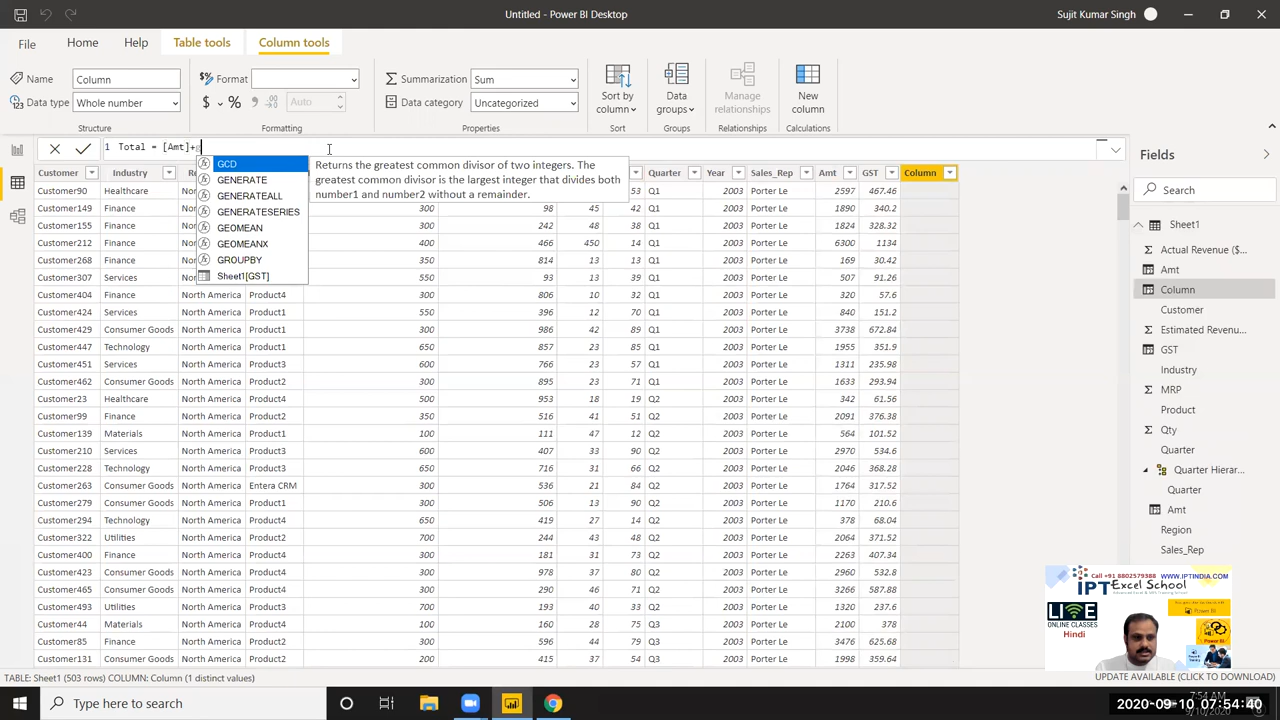 Untitled - Power BI Desktop
Sujit Kumar Singh
File Home Help Table tools Column tools
Name Column
Data type Whole number
Structure
Format
$ % Auto
Formatting
Summarization Sum
Data category Uncategorized
Properties
Sort by column
Sort
Data groups
Groups
Manage relationships
Relationships
New column
Calculations
1 Total = [Amt]+g
GCD
GENERATE
GENERATEALL
GENERATESERIES
GEOMEAN
GEOMEANX
GROUPBY
Sheet1[GST]
Returns the greatest common divisor of two integers. The
greatest common divisor is the largest integer that divides both
number1 and number2 without a remainder.
Customer Industry Re Quarter Year Sales_Rep Amt GST Column
Customer90 Healthcare North 53 Q1 2003 Porter Le 2597 467.46
Customer149 Finance North 300 98 45 42 Q1 2003 Porter Le 1890 340.2
Customer155 Finance North 300 242 48 38 Q1 2003 Porter Le 1824 328.32
Customer212 Finance North 400 466 450 14 Q1 2003 Porter Le 6300 1134
Customer268 Finance North 350 814 13 13 Q1 2003 Porter Le 169 30.42
Customer307 Services North 550 93 13 39 Q1 2003 Porter Le 507 91.26
Customer404 Finance North America Product4 400 806 10 32 Q1 2003 Porter Le 320 57.6
Customer424 Services North America Product1 550 396 12 70 Q1 2003 Porter Le 840 151.2
Customer429 Consumer Goods North America Product1 300 986 42 89 Q1 2003 Porter Le 3738 672.84
Customer447 Technology North America Product1 650 857 23 85 Q1 2003 Porter Le 1955 351.9
Customer451 Services North America Product3 600 766 23 57 Q1 2003 Porter Le 1311 235.98
Customer462 Consumer Goods North America Product2 300 895 23 71 Q1 2003 Porter Le 1633 293.94
Customer23 Healthcare North America Product4 500 953 18 19 Q2 2003 Porter Le 342 61.56
Customer99 Finance North America Product2 350 516 41 51 Q2 2003 Porter Le 2091 376.38
Customer139 Materials North America Product1 100 111 47 12 Q2 2003 Porter Le 564 101.52
Customer210 Services North America Product3 600 407 33 90 Q2 2003 Porter Le 2970 534.6
Customer228 Technology North America Product3 650 716 31 66 Q2 2003 Porter Le 2046 368.28
Customer263 Consumer Goods North America Entera CRM 300 536 21 84 Q2 2003 Porter Le 1764 317.52
Customer279 Consumer Goods North America Product1 300 506 13 90 Q2 2003 Porter Le 1170 210.6
Customer294 Technology North America Product4 650 419 27 14 Q2 2003 Porter Le 378 68.04
Customer322 Utilities North America Product2 700 244 43 48 Q2 2003 Porter Le 2064 371.52
Customer400 Finance North America Product4 300 181 31 73 Q2 2003 Porter Le 2263 407.34
Customer423 Consumer Goods North America Product4 300 978 37 80 Q2 2003 Porter Le 2960 532.8
Customer465 Consumer Goods North America Product4 300 290 46 71 Q2 2003 Porter Le 3266 587.88
Customer493 Utilities North America Product3 700 193 40 33 Q2 2003 Porter Le 1320 237.6
Customer44 Materials North America Product4 100 160 28 75 Q3 2003 Porter Le 2100 378
Customer85 Finance North America Product2 300 596 44 79 Q3 2003 Porter Le 3476 625.68
Customer131 Consumer Goods North America Product2 200 415 37 54 Q3 2003 Porter Le 1998 359.64
Fields
Search
Sheet1
Actual Revenue ($...
Amt
Column
Customer
Estimated Revenu...
GST
Industry
MRP
Product
Qty
Quarter
Quarter Hierar...
Quarter
Amt
Region
Sales_Rep
Call +91 8802579388 WWW.IPTINDIA.COM
IPT Excel School
LIVE
ONLINE CLASSES
Hindi
TABLE: Sheet1 (503 rows) COLUMN: Column (1 distinct values)
UPDATE AVAILABLE (CLICK TO DOWNLOAD)
Type here to search
7:54 AM
9/10/2020
2020-09-10 07:54:40